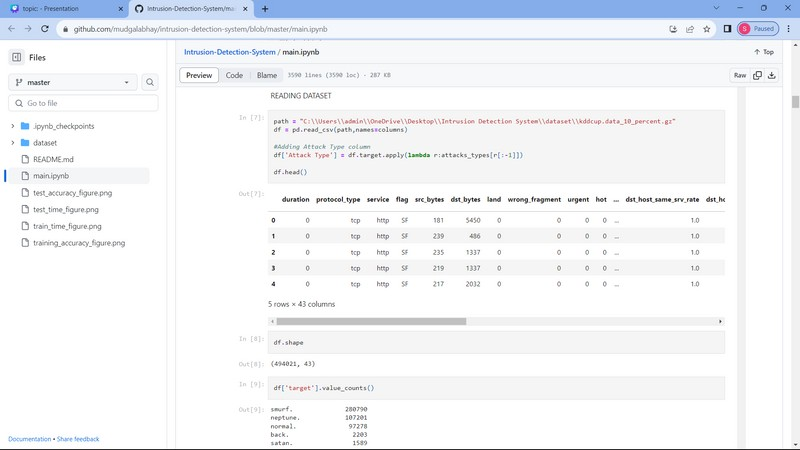 topic: - Presentation
Intrusion-Detection-System/ma
github.com/mudgalabhay/intrusion-detection-system/blob/master/main.ipynb
S Paused
Files
Intrusion-Detection-System / main.ipynb
Top
master
Preview Code Blame 3590 lines (3590 loc) · 287 KB
Raw
Go to file
.ipynb_checkpoints
dataset
README.md
main.ipynb
test_accuracy_figure.png
test_time_figure.png
train_time_figure.png
training_accuracy_figure.png
Documentation • Share feedback
READING DATASET
In [7]:
path = "C:\\Users\\admin\\OneDrive\\Desktop\\Intrusion Detection System\\dataset\\kddcup.data_10_percent.gz"
df = pd.read_csv(path,names=columns)
#Adding Attack Type column
df['Attack Type'] = df.target.apply(lambda r:attacks_types[r[:-1]])
df.head()
Out[7]:
duration protocol_type service flag src_bytes dst_bytes land wrong_fragment urgent hot ... dst_host_same_srv_rate
0 0 tcp http SF 181 5450 0 0 0 0 ... 1.0
1 0 tcp http SF 239 486 0 0 0 0 ... 1.0
2 0 tcp http SF 235 1337 0 0 0 0 ... 1.0
3 0 tcp http SF 219 1337 0 0 0 0 ... 1.0
4 0 tcp http SF 217 2032 0 0 0 0 ... 1.0
5 rows × 43 columns
In [8]:
df.shape
Out[8]:
(494021, 43)
In [9]:
df['target'].value_counts()
Out[9]:
smurf. 280790
neptune. 107201
normal. 97278
back. 2203
satan. 1589